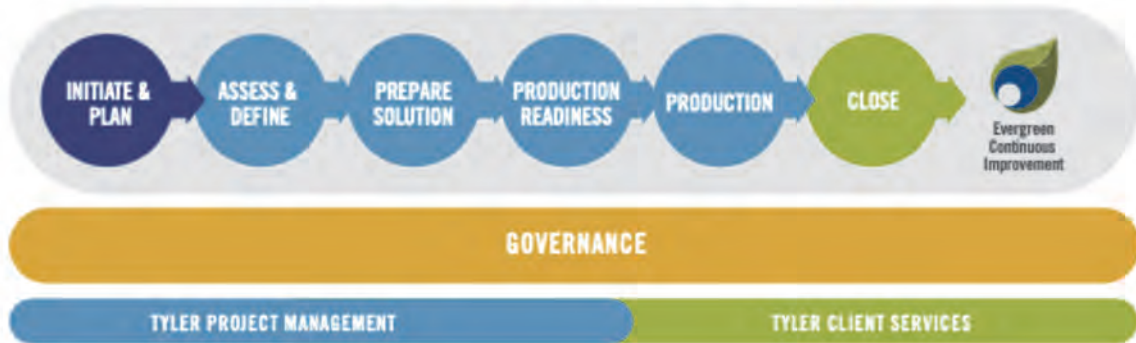 INITIATE &
PLAN
ASSESS &
DEFINE
PREPARE
SOLUTION
PRODUCTION
READINESS
PRODUCTION
CLOSE
Evergreen
Continuous
Improvement
GOVERNANCE
TYLER PROJECT MANAGEMENT
TYLER CLIENT SERVICES